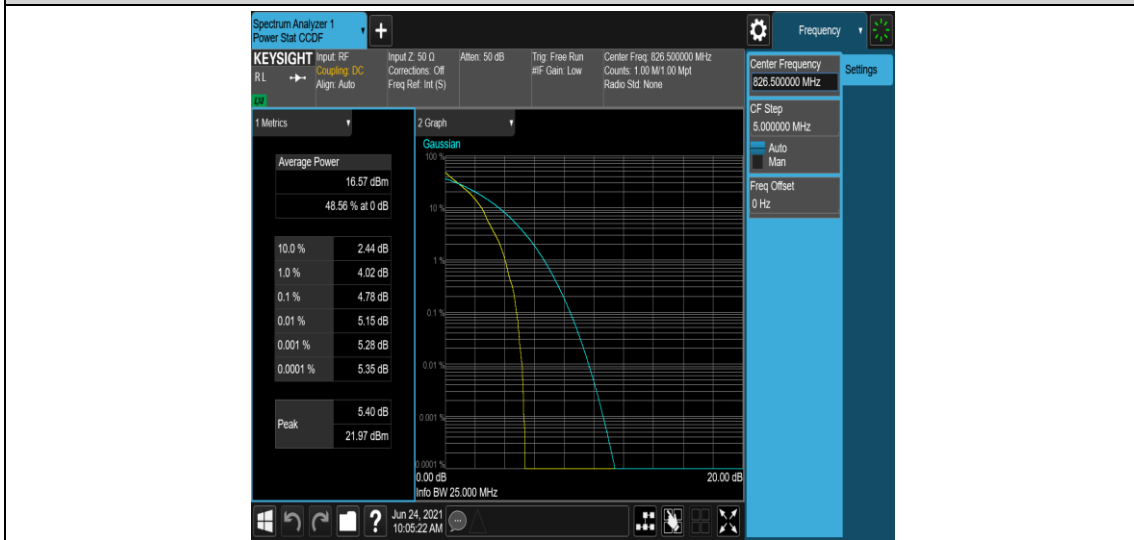 Spectrum Analyzer 1
Power Stat CCDF
+
Frequency
KEYSIGHT
RL
LXI
Input: RF
Coupling: DC
Align: Auto
Input Z: 50 Ω
Corrections: Off
Freq Ref: Int (S)
Atten: 50 dB
Trig: Free Run
#IF Gain: Low
Center Freq: 826.500000 MHz
Counts: 1.00 M/1.00 Mpt
Radio Std: None
Center Frequency
826.500000 MHz
Settings
CF Step
5.000000 MHz
Auto
Man
Freq Offset
0 Hz
1 Metrics
Average Power
16.57 dBm
48.56 % at 0 dB
10.0 % 2.44 dB
1.0 % 4.02 dB
0.1 % 4.78 dB
0.01 % 5.15 dB
0.001 % 5.28 dB
0.0001 % 5.35 dB
Peak
5.40 dB
21.97 dBm
2 Graph
Gaussian
100 %
10 %
1 %
0.1 %
0.01 %
0.001 %
0.0001 %
0.00 dB 20.00 dB
Info BW 25.000 MHz
?
Jun 24, 2021
10:05:22 AM